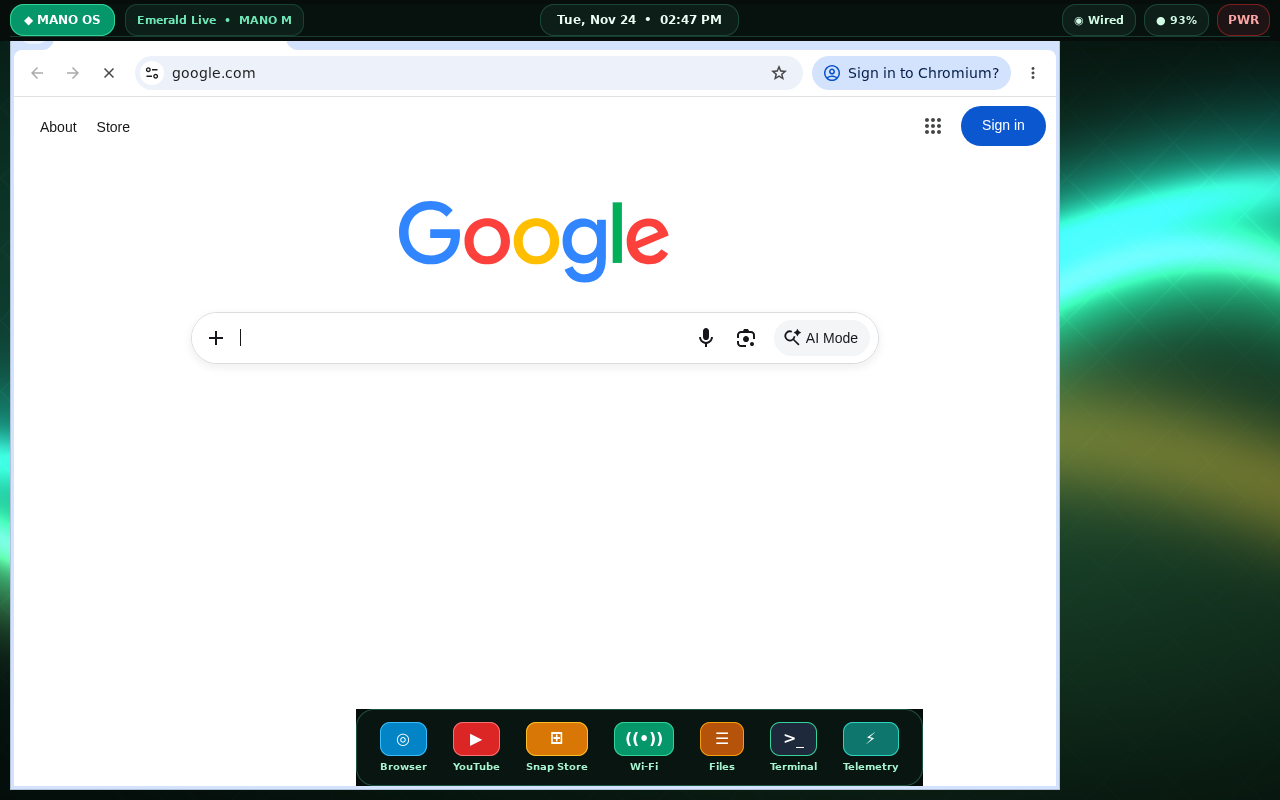 ◆ MANO OS
Emerald Live • MANO M
Tue, Nov 24 • 02:47 PM
◉ Wired
● 93%
PWR
google.com
Sign in to Chromium?
About
Store
Sign in
Google
AI Mode
Browser
YouTube
Snap Store
Wi-Fi
Files
>_
Terminal
Telemetry